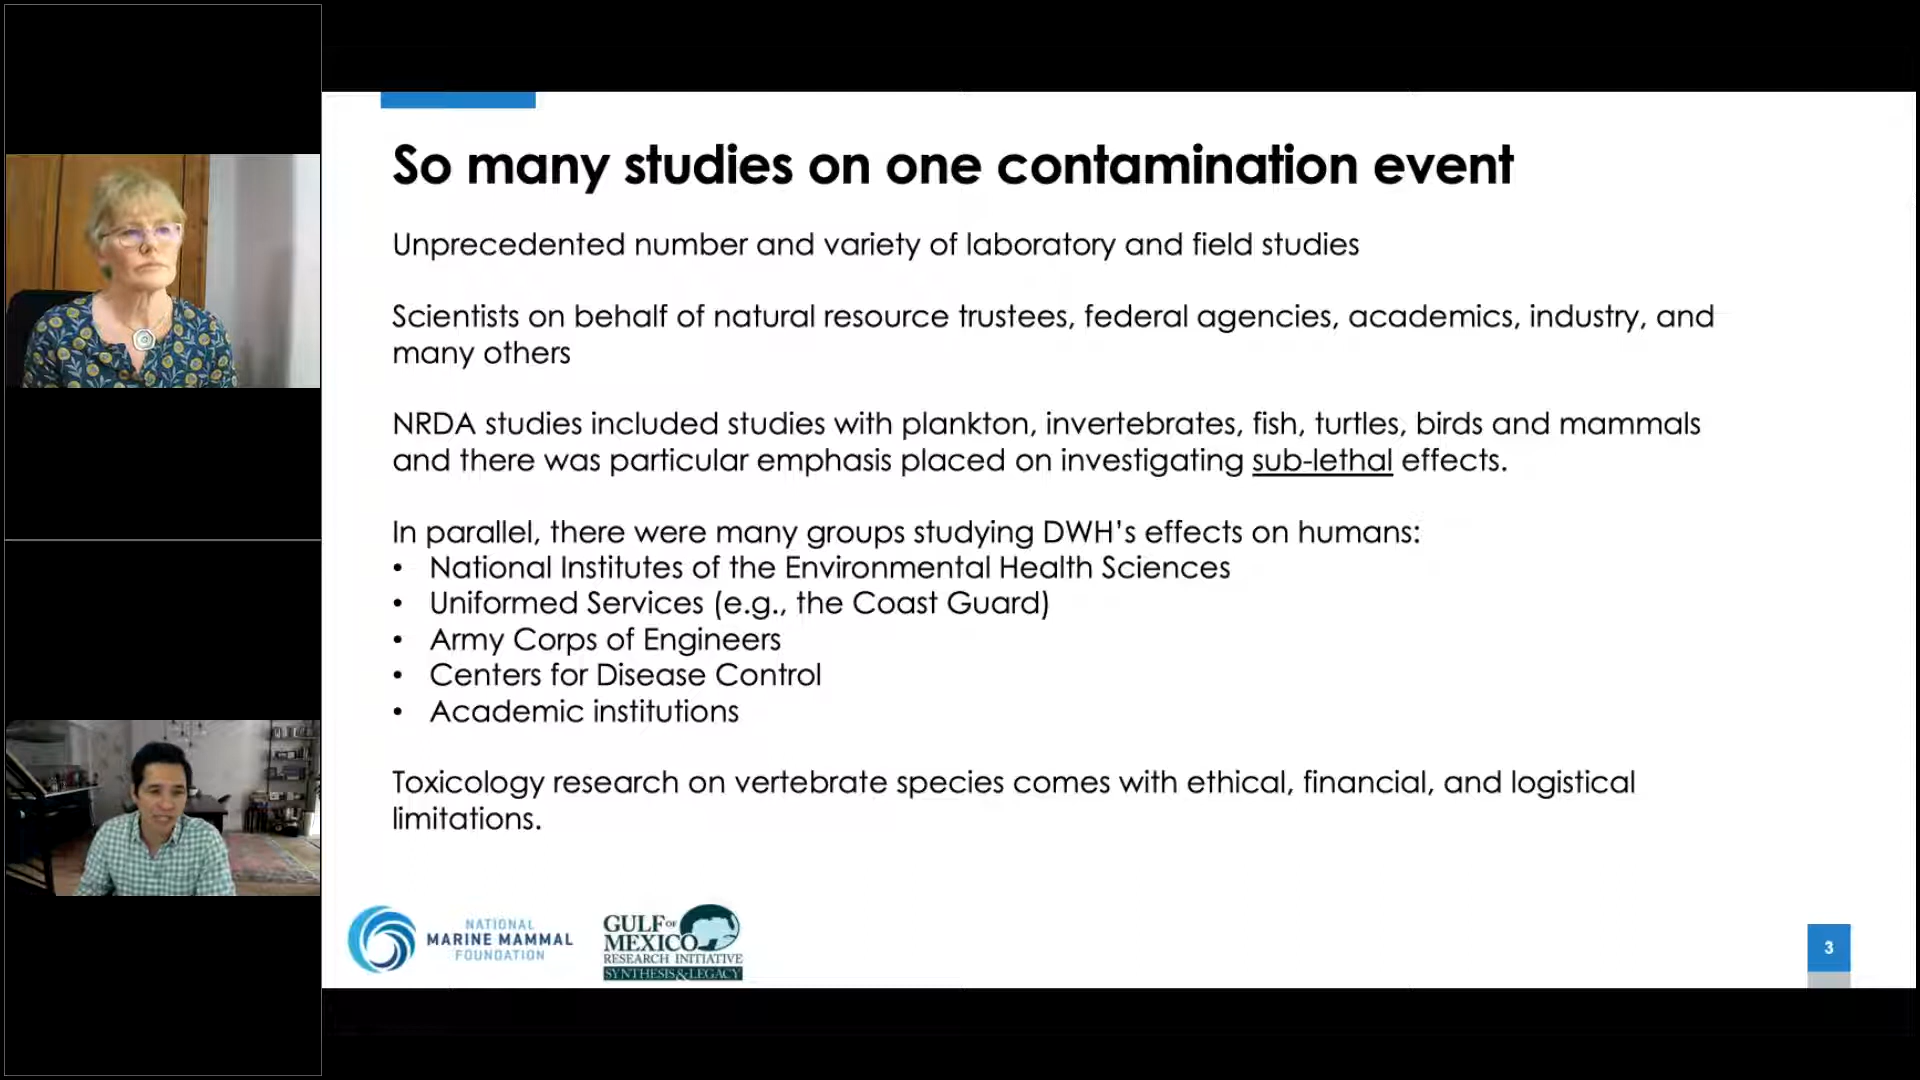 So many studies on one contamination event
Unprecedented number and variety of laboratory and field studies
Scientists on behalf of natural resource trustees, federal agencies, academics, industry, and
many others
NRDA studies included studies with plankton, invertebrates, fish, turtles, birds and mammals
and there was particular emphasis placed on investigating sub-lethal effects.
In parallel, there were many groups studying DWH's effects on humans:
• National Institutes of the Environmental Health Sciences
• Uniformed Services (e.g., the Coast Guard)
• Army Corps of Engineers
• Centers for Disease Control
• Academic institutions
Toxicology research on vertebrate species comes with ethical, financial, and logistical
limitations.
NATIONAL
MARINE MAMMAL
FOUNDATION
GULF OF
MEXICO
RESEARCH INITIATIVE
SYNTHESIS & LEGACY
3